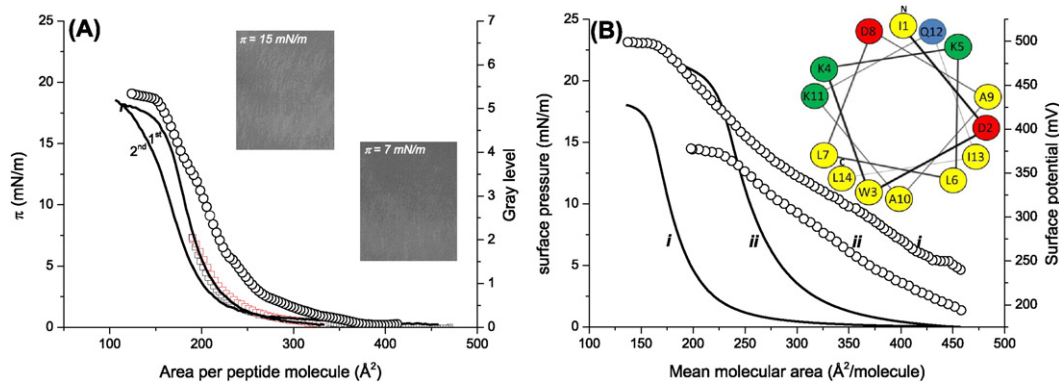 (A)
π = 15 mN/m
π = 7 mN/m
1st
2nd
25
20
15
10
5
0
π (mN/m)
7
6
5
4
3
2
1
0
Gray level
100 150 200 250 300 350 400 450 500
Area per peptide molecule (Å²)
(B)
N
I1
Q12
K5
A9
D2
I13
L6
A10
W3
L14
L7
K11
K4
D8
i
ii
ii
i
25
20
15
10
5
0
surface pressure (mN/m)
500
450
400
350
300
250
200
Surface potential (mV)
100 150 200 250 300 350 400 450 500
Mean molecular area (Å²/molecule)